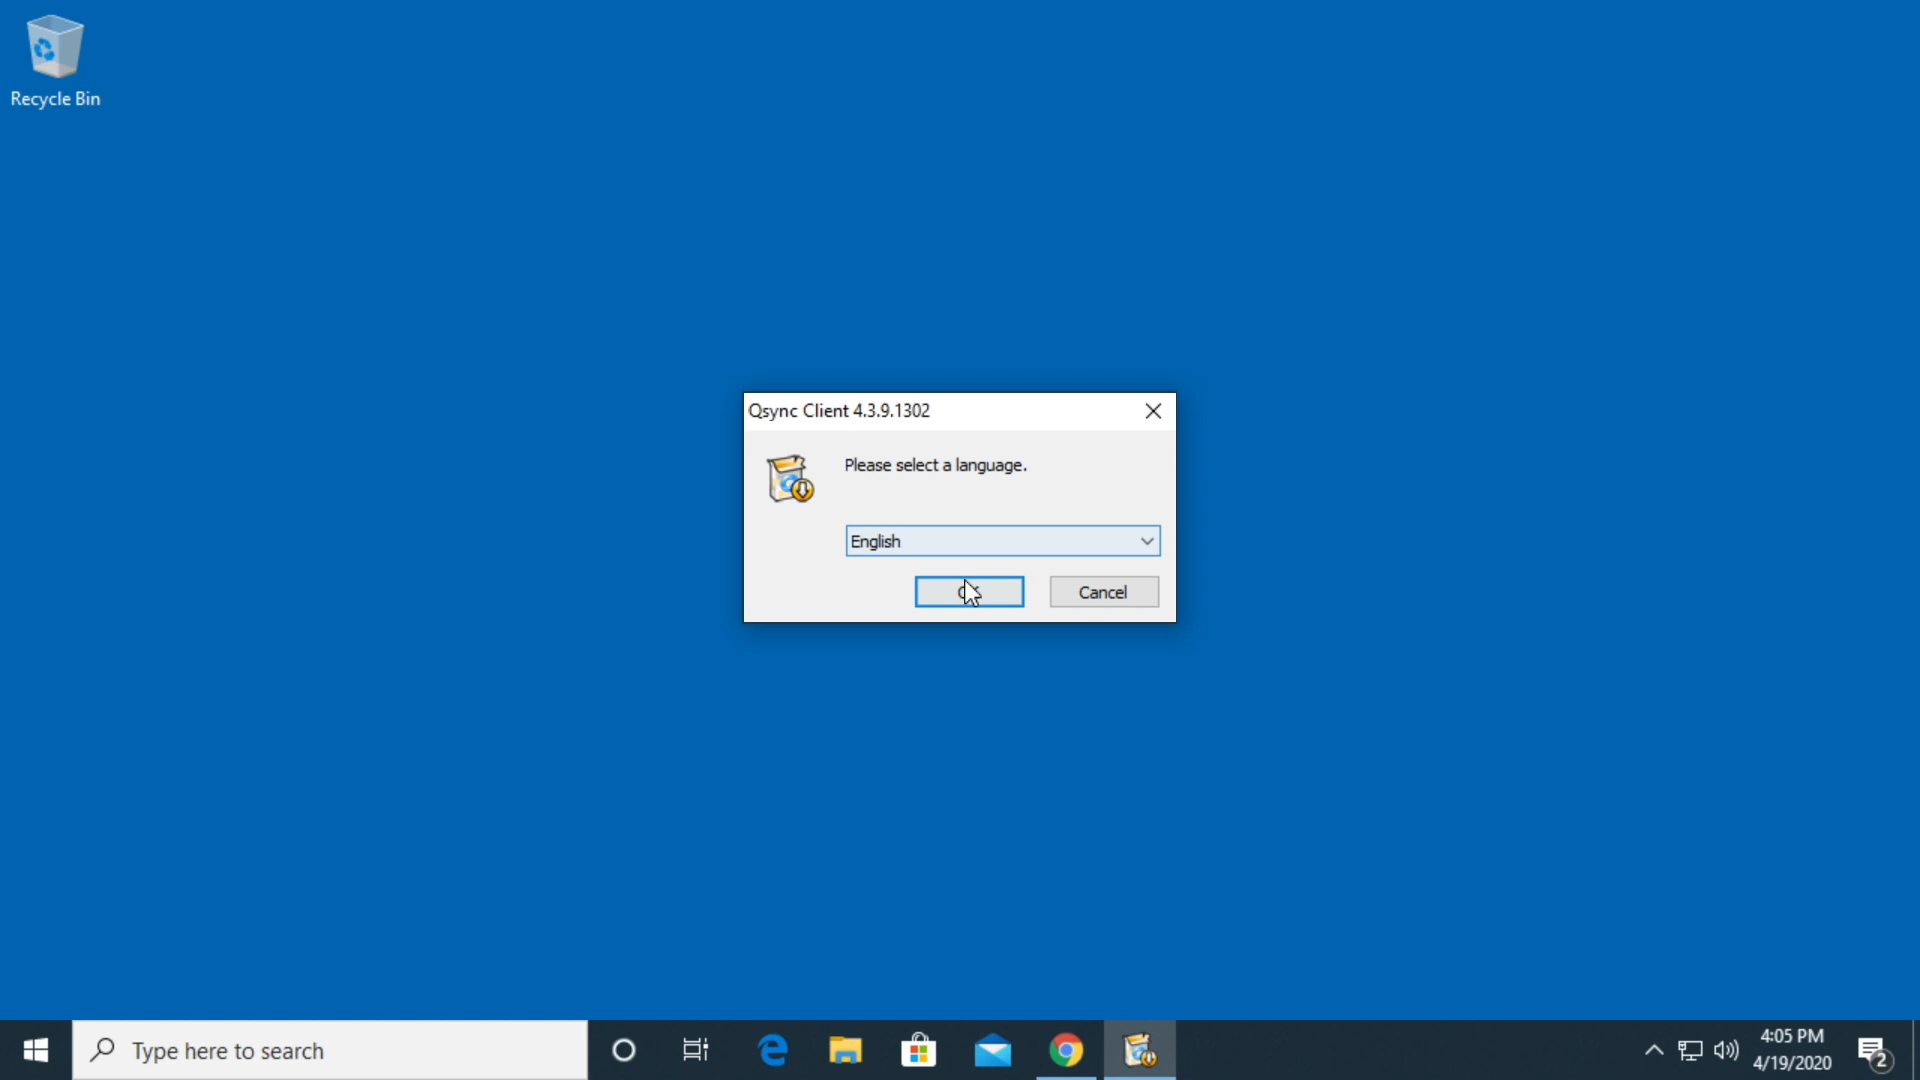 Recycle Bin
Qsync Client 4.3.9.1302
Please select a language.
English
Cancel
Type here to search
4:05 PM
4/19/2020
2